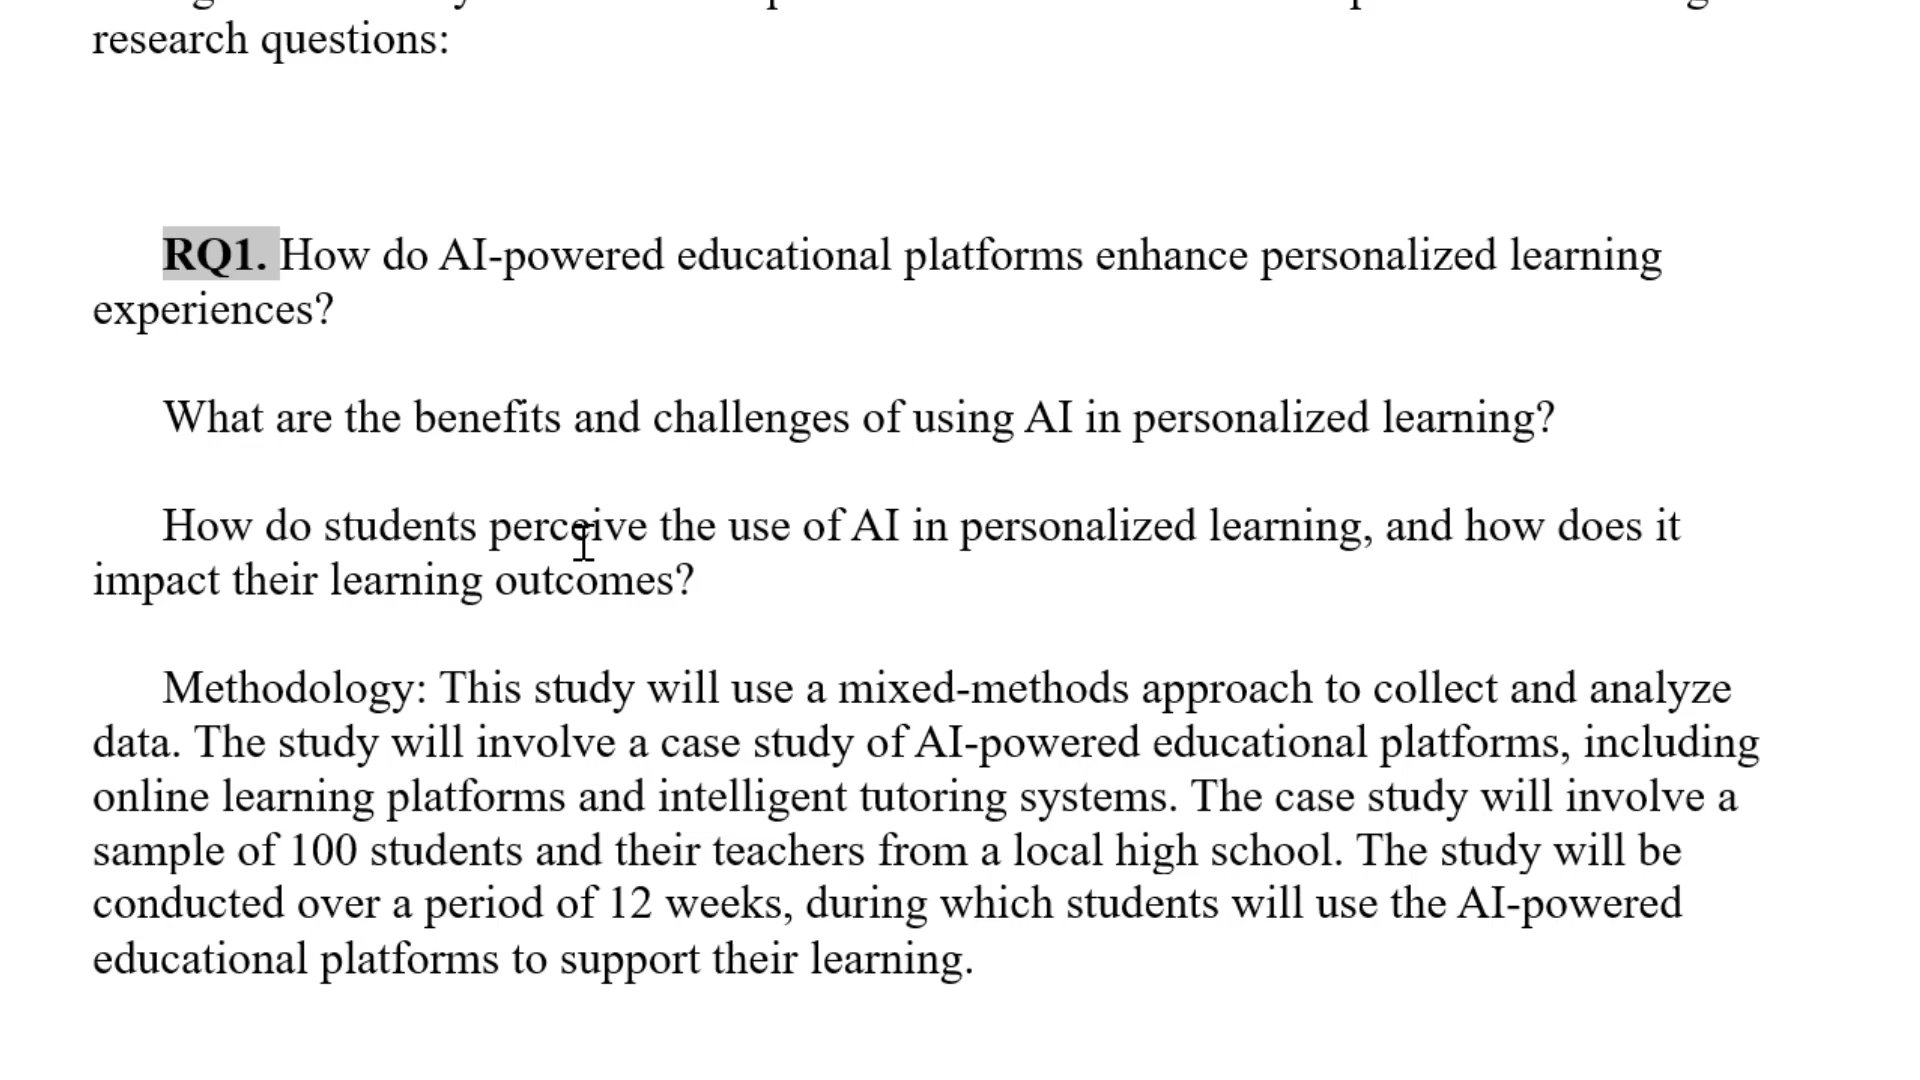 research questions:
RQ1. How do AI-powered educational platforms enhance personalized learning
experiences?
What are the benefits and challenges of using AI in personalized learning?
How do students perceive the use of AI in personalized learning, and how does it
impact their learning outcomes?
Methodology: This study will use a mixed-methods approach to collect and analyze
data. The study will involve a case study of AI-powered educational platforms, including
online learning platforms and intelligent tutoring systems. The case study will involve a
sample of 100 students and their teachers from a local high school. The study will be
conducted over a period of 12 weeks, during which students will use the AI-powered
educational platforms to support their learning.